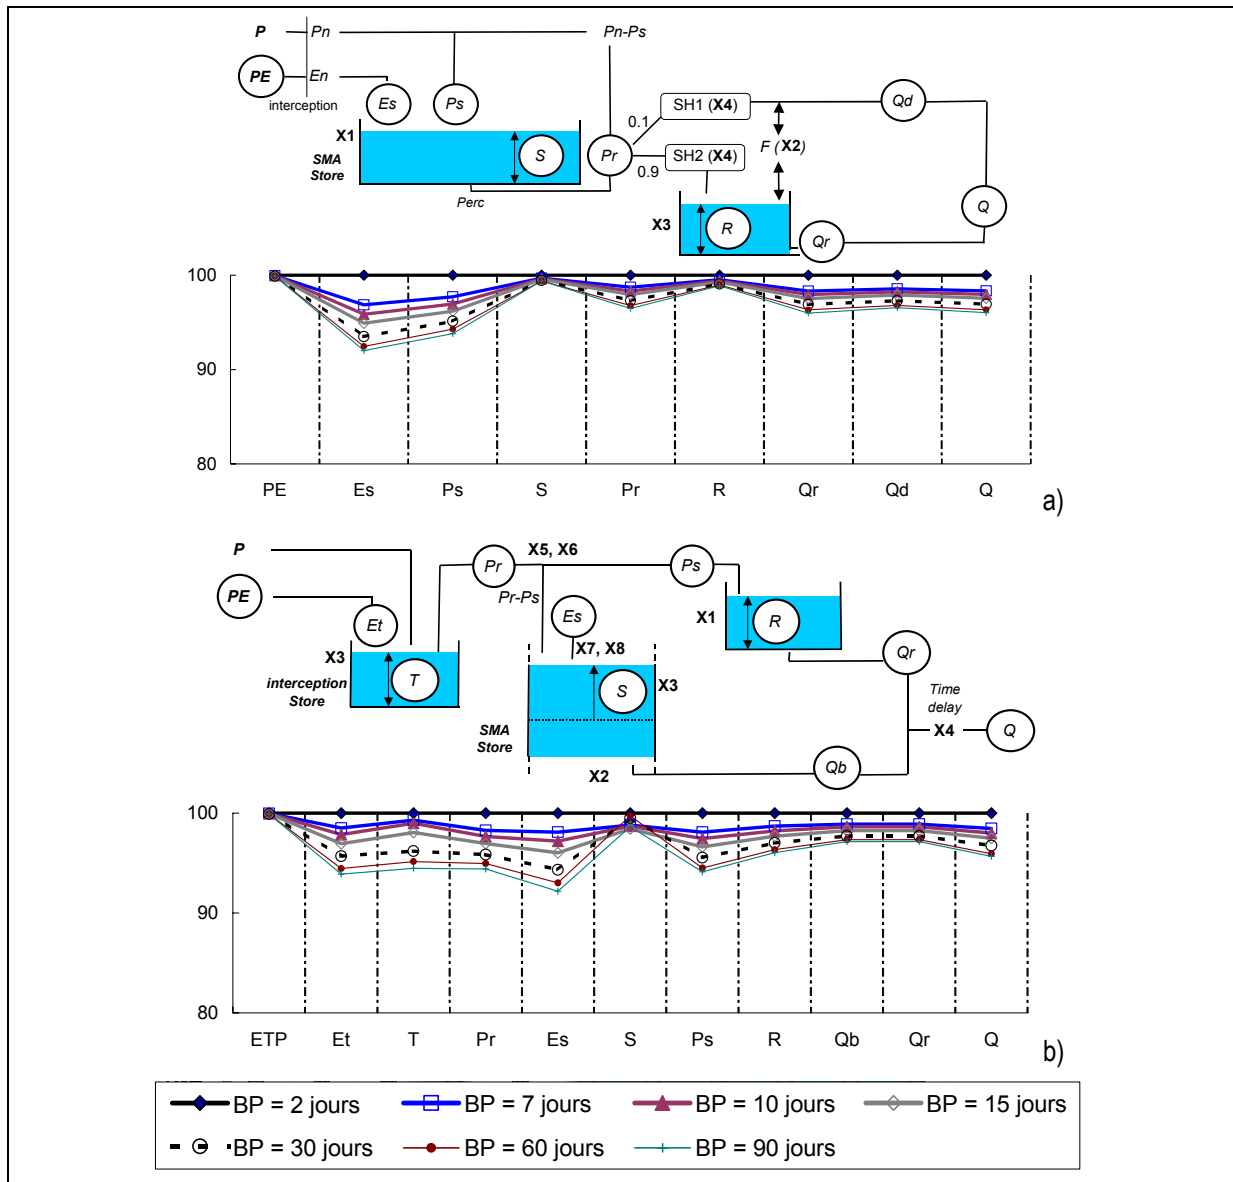 P Pn Pn-Ps
PE En
interception
Es Ps
SH1 (X4) Qd
0.1
X1
SMA
Store
S Pr
F (X2)
SH2 (X4)
0.9
Perc
X3 R Q
Qr
100
90
80
PE Es Ps S Pr R Qr Qd Q
a)
P
X5, X6
Pr Ps
PE
Pr-Ps
Es
Et
X1 R
X3
interception
Store
T
X7, X8
S X3
Qr
SMA
Store
Time
delay
X4 Q
X2 Qb
100
90
80
ETP Et T Pr Es S Ps R Qb Qr Q
b)
BP = 2 jours BP = 7 jours BP = 10 jours BP = 15 jours
BP = 30 jours BP = 60 jours BP = 90 jours